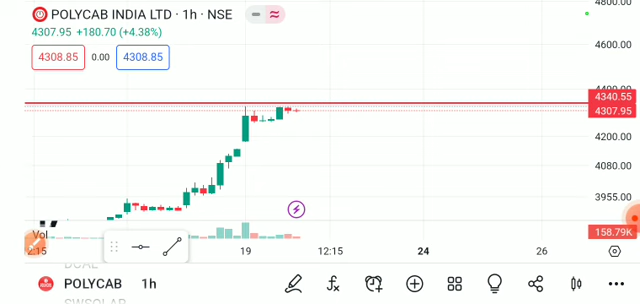 POLYCAB INDIA LTD · 1h · NSE
4307.95 +180.70 (+4.38%)
4308.85 0.00 4308.85
4800.00
4600.00
4400.00
4340.55
4307.95
4200.00
4080.00
3955.00
Vol
158.79K
2:15 19 12:15 24 26
POLYCAB 1h